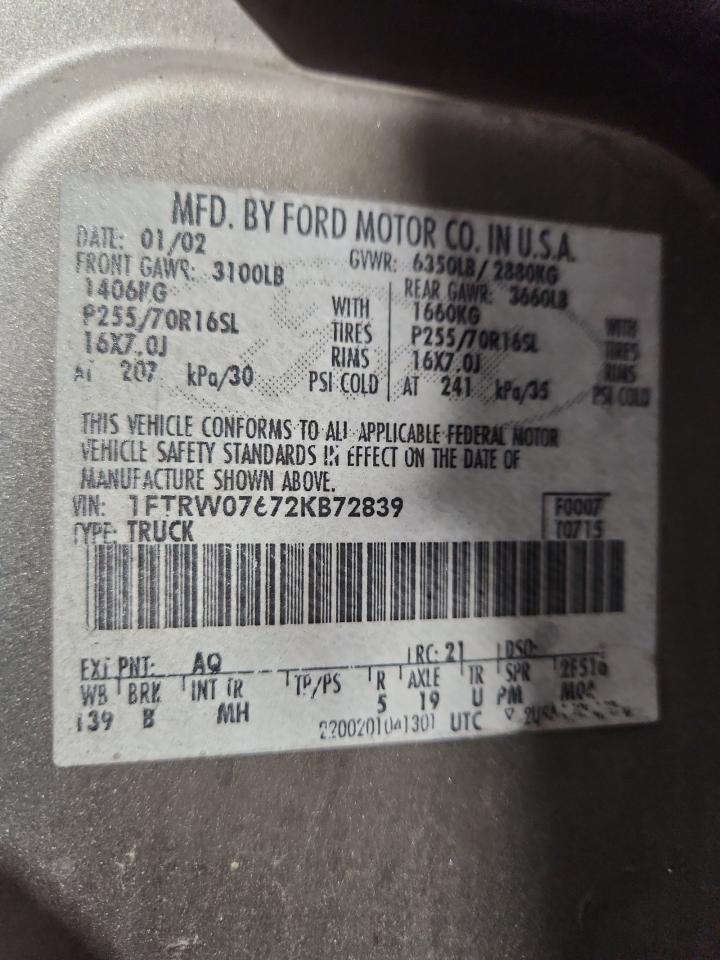 MFD. BY FORD MOTOR CO. IN U.S.A.
DATE: 01/02 GVWR: 6350LB/ 2880KG
FRONT GAWR: 3100LB REAR GAWR: 3660LB
1406KG WITH 1660KG WITH
P255/70R16SL TIRES P255/70R16SL TIRES
16X7.0J RIMS 16X7.0J RIMS
AT 207 kPa/30 PSI COLD AT 241 kPa/35 PSI COLD
THIS VEHICLE CONFORMS TO ALL APPLICABLE FEDERAL MOTOR
VEHICLE SAFETY STANDARDS IN EFFECT ON THE DATE OF
MANUFACTURE SHOWN ABOVE.
VIN: 1FTRW07672KB72839 F0007
TYPE: TRUCK T0715
EXT PNT: AQ RC: 21 DSO:
WB BRK INT TR TP/PS R AXLE TR SPR 2F516
139 B MH 5 19 U PM
UTC